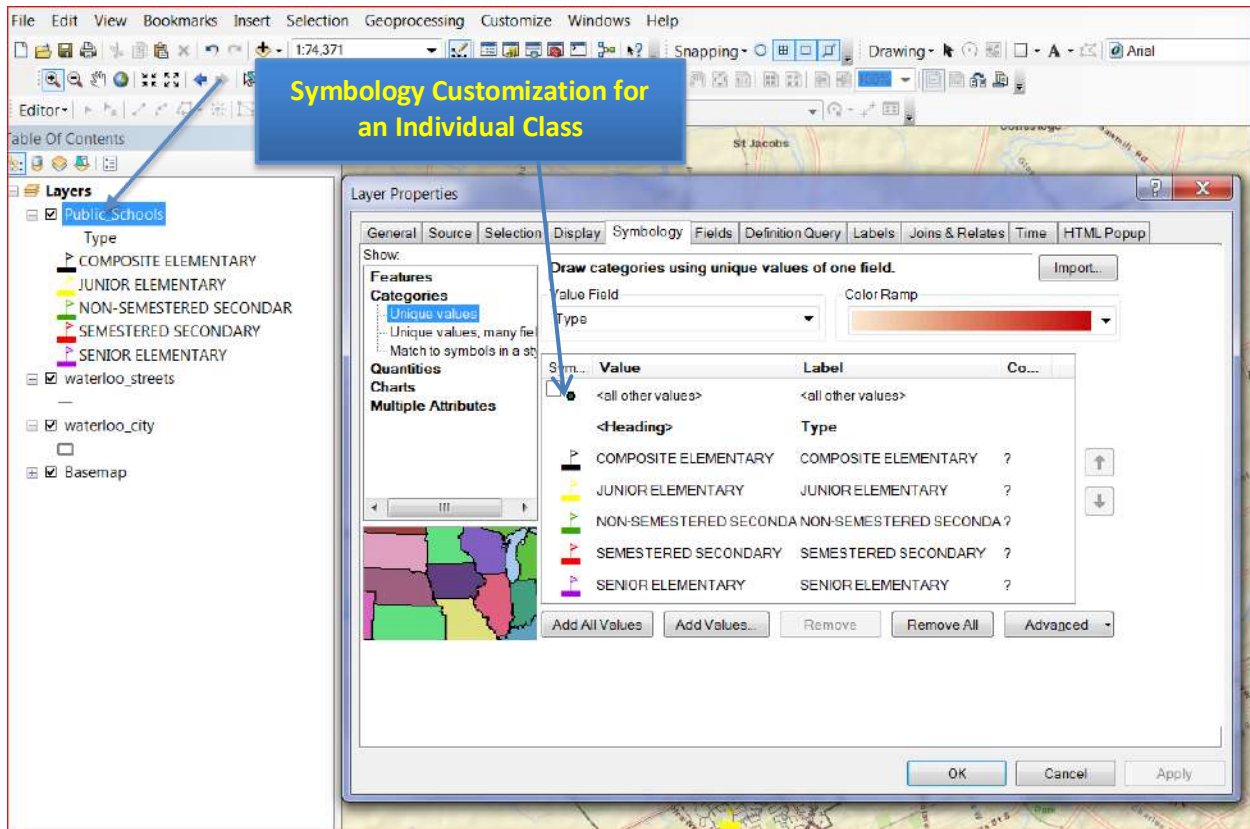 File Edit View Bookmarks Insert Selection Geoprocessing Customize Windows Help
1:74,371
Snapping
Drawing
A
Arial
100%
Editor
Symbology Customization for
an Individual Class
Table Of Contents
Layers
Public_Schools
Type
COMPOSITE ELEMENTARY
JUNIOR ELEMENTARY
NON-SEMESTERED SECONDAR
SEMESTERED SECONDARY
SENIOR ELEMENTARY
waterloo_streets
waterloo_city
Basemap
St Jacobs
Sawmill Rd
Layer Properties
General Source Selection Display Symbology Fields Definition Query Labels Joins & Relates Time HTML Popup
Show:
Features
Categories
Unique values
Unique values, many fiel
Match to symbols in a sty
Quantities
Charts
Multiple Attributes
Draw categories using unique values of one field.
Import...
Value Field
Type
Color Ramp
Sym... Value Label Co...
<all other values> <all other values>
<Heading> Type
COMPOSITE ELEMENTARY COMPOSITE ELEMENTARY ?
JUNIOR ELEMENTARY JUNIOR ELEMENTARY ?
NON-SEMESTERED SECONDA NON-SEMESTERED SECONDA ?
SEMESTERED SECONDARY SEMESTERED SECONDARY ?
SENIOR ELEMENTARY SENIOR ELEMENTARY ?
Add All Values Add Values... Remove Remove All Advanced
OK Cancel Apply